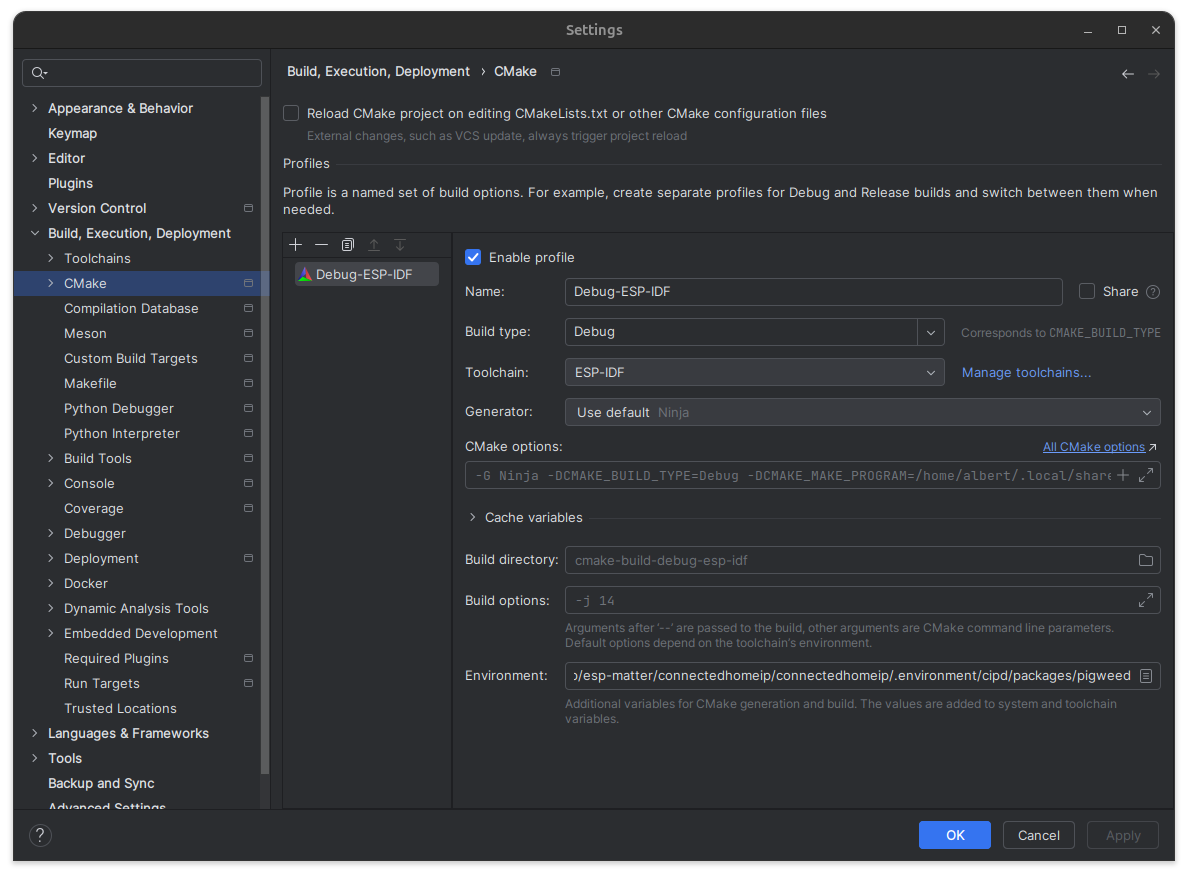 Settings
Build, Execution, Deployment › CMake
Appearance & Behavior
Keymap
Editor
Plugins
Version Control
Build, Execution, Deployment
Toolchains
CMake
Compilation Database
Meson
Custom Build Targets
Makefile
Python Debugger
Python Interpreter
Build Tools
Console
Coverage
Debugger
Deployment
Docker
Dynamic Analysis Tools
Embedded Development
Required Plugins
Run Targets
Trusted Locations
Languages & Frameworks
Tools
Backup and Sync
Advanced Settings
Reload CMake project on editing CMakeLists.txt or other CMake configuration files
External changes, such as VCS update, always trigger project reload
Profiles
Profile is a named set of build options. For example, create separate profiles for Debug and Release builds and switch between them when
needed.
Debug-ESP-IDF
Enable profile
Name: Debug-ESP-IDF Share ?
Build type: Debug Corresponds to CMAKE_BUILD_TYPE
Toolchain: ESP-IDF Manage toolchains...
Generator: Use default Ninja
CMake options: All CMake options
-G Ninja -DCMAKE_BUILD_TYPE=Debug -DCMAKE_MAKE_PROGRAM=/home/albert/.local/share
Cache variables
Build directory: cmake-build-debug-esp-idf
Build options: -j 14
Arguments after '--' are passed to the build, other arguments are CMake command line parameters.
Default options depend on the toolchain's environment.
Environment: /esp-matter/connectedhomeip/connectedhomeip/.environment/cipd/packages/pigweed
Additional variables for CMake generation and build. The values are added to system and toolchain
variables.
? OK Cancel Apply